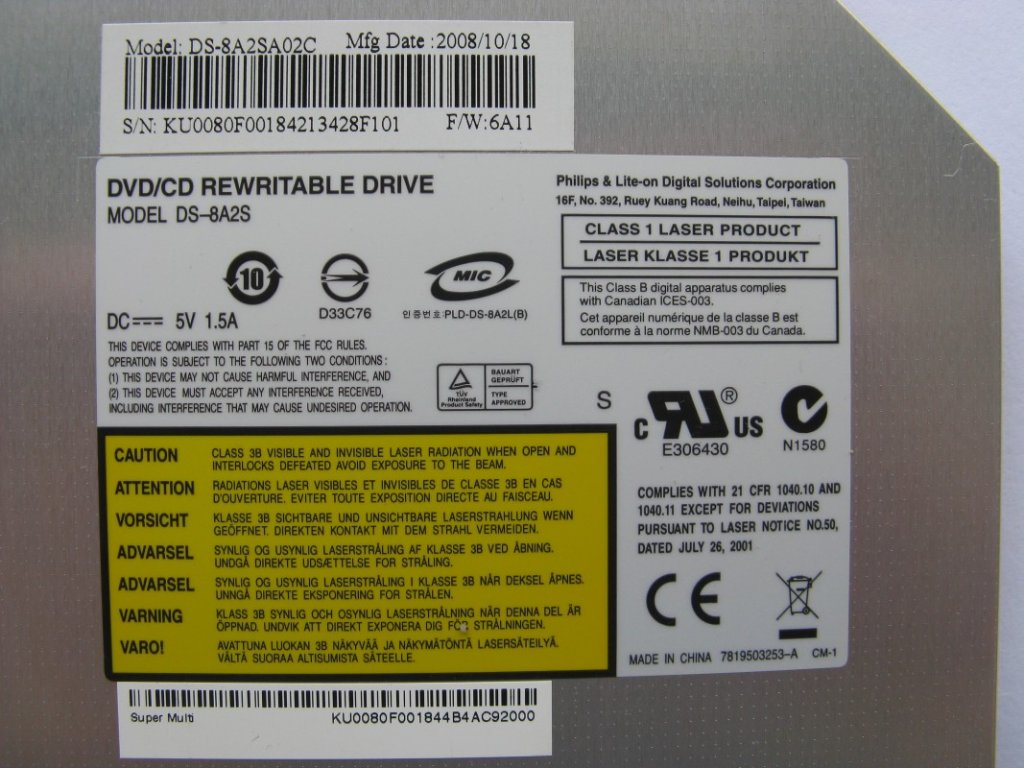 Model: DS-8A2SA02C Mfg Date :2008/10/18
S/N: KU0080F00184213428F101 F/W:6A11
DVD/CD REWRITABLE DRIVE
MODEL DS-8A2S
Philips & Lite-on Digital Solutions Corporation
16F, No. 392, Ruey Kuang Road, Neihu, Taipei, Taiwan
CLASS 1 LASER PRODUCT
LASER KLASSE 1 PRODUKT
10
D33C76
MIC
인증번호:PLD-DS-8A2L(B)
This Class B digital apparatus complies
with Canadian ICES-003.
Cet appareil numérique de la classe B est
conforme à la norme NMB-003 du Canada.
DC 5V 1.5A
THIS DEVICE COMPLIES WITH PART 15 OF THE FCC RULES.
OPERATION IS SUBJECT TO THE FOLLOWING TWO CONDITIONS:
(1) THIS DEVICE MAY NOT CAUSE HARMFUL INTERFERENCE, AND
(2) THIS DEVICE MUST ACCEPT ANY INTERFERENCE RECEIVED,
INCLUDING INTERFERENCE THAT MAY CAUSE UNDESIRED OPERATION.
TÜV
Rheinland
Product Safety
BAUART
GEPRÜFT
TYPE
APPROVED
S
C RU ® US
E306430
N1580
CAUTION CLASS 3B VISIBLE AND INVISIBLE LASER RADIATION WHEN OPEN AND
INTERLOCKS DEFEATED AVOID EXPOSURE TO THE BEAM.
ATTENTION RADIATIONS LASER VISIBLES ET INVISIBLES DE CLASSE 3B EN CAS
D'OUVERTURE. EVITER TOUTE EXPOSITION DIRECTE AU FAISCEAU.
VORSICHT KLASSE 3B SICHTBARE UND UNSICHTBARE LASERSTRAHLUNG WENN
GEÖFFNET. DIREKTEN KONTAKT MIT DEM STRAHL VERMEIDEN.
ADVARSEL SYNLIG OG USYNLIG LASERSTRÅLING AF KLASSE 3B VED ÅBNING.
UNDGÅ DIREKTE UDSÆTTELSE FOR STRÅLING.
ADVARSEL SYNLIG OG USYNLIG LASERSTRÅLING I KLASSE 3B NÅR DEKSEL ÅPNES.
UNNGÅ DIREKTE EKSPONERING FOR STRÅLEN.
VARNING KLASS 3B SYNLIG OCH OSYNLIG LASERSTRÅLNING NÄR DENNA DEL ÄR
ÖPPNAD. UNDVIK ATT DIREKT EXPONERA DIG FÖR STRÅLNINGEN.
VARO! AVATTUNA LUOKAN 3B NÄKYVÄÄ JA NÄKYMÄTÖNTÄ LASERSÄTEILYÄ.
VÄLTÄ SUORAA ALTISUMISTA SÄTEELLE.
COMPLIES WITH 21 CFR 1040.10 AND
1040.11 EXCEPT FOR DEVIATIONS
PURSUANT TO LASER NOTICE NO.50,
DATED JULY 26, 2001
CE
MADE IN CHINA 7819503253-A CM-1
Super Multi KU0080F001844B4AC92000